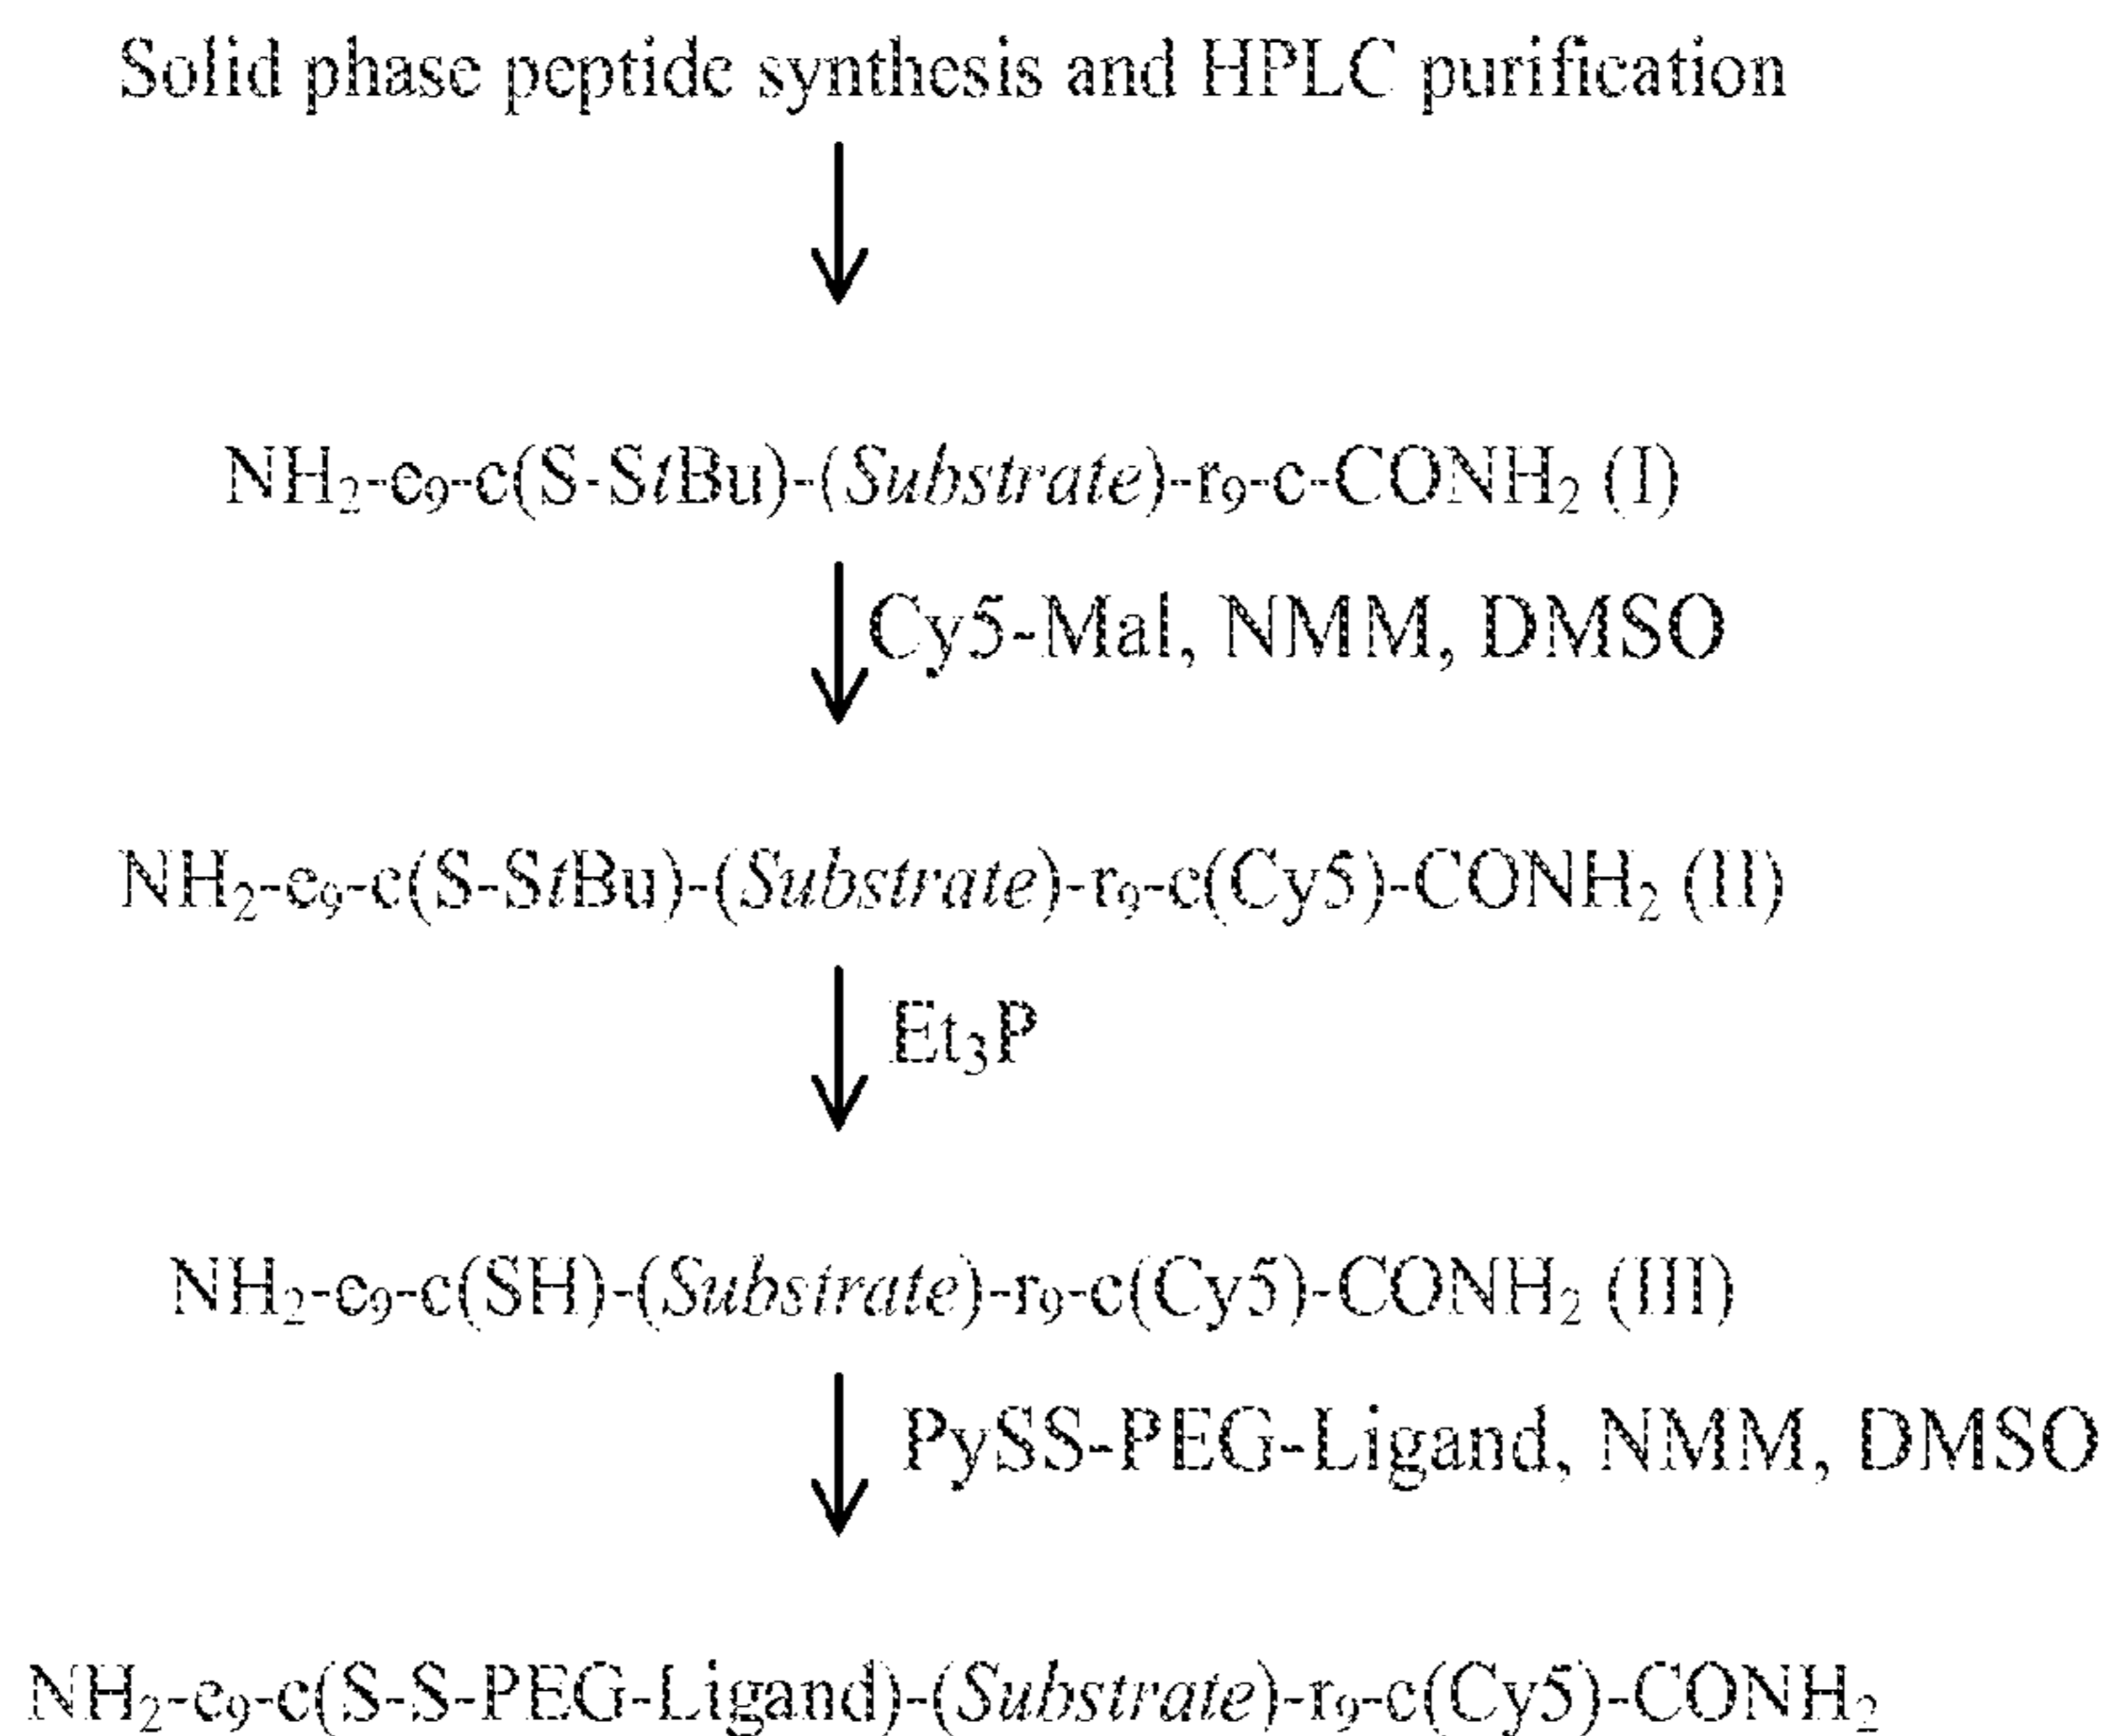 Solid phase peptide synthesis and HPLC purification
NH₂-e₉-c(S-StBu)-(Substrate)-r₉-c-CONH₂ (I)
Cy5-Mal, NMM, DMSO
NH₂-e₉-c(S-StBu)-(Substrate)-r₉-c(Cy5)-CONH₂ (II)
Et₃P
NH₂-e₉-c(SH)-(Substrate)-r₉-c(Cy5)-CONH₂ (III)
PySS-PEG-Ligand, NMM, DMSO
NH₂-e₉-c(S-S-PEG-Ligand)-(Substrate)-r₉-c(Cy5)-CONH₂